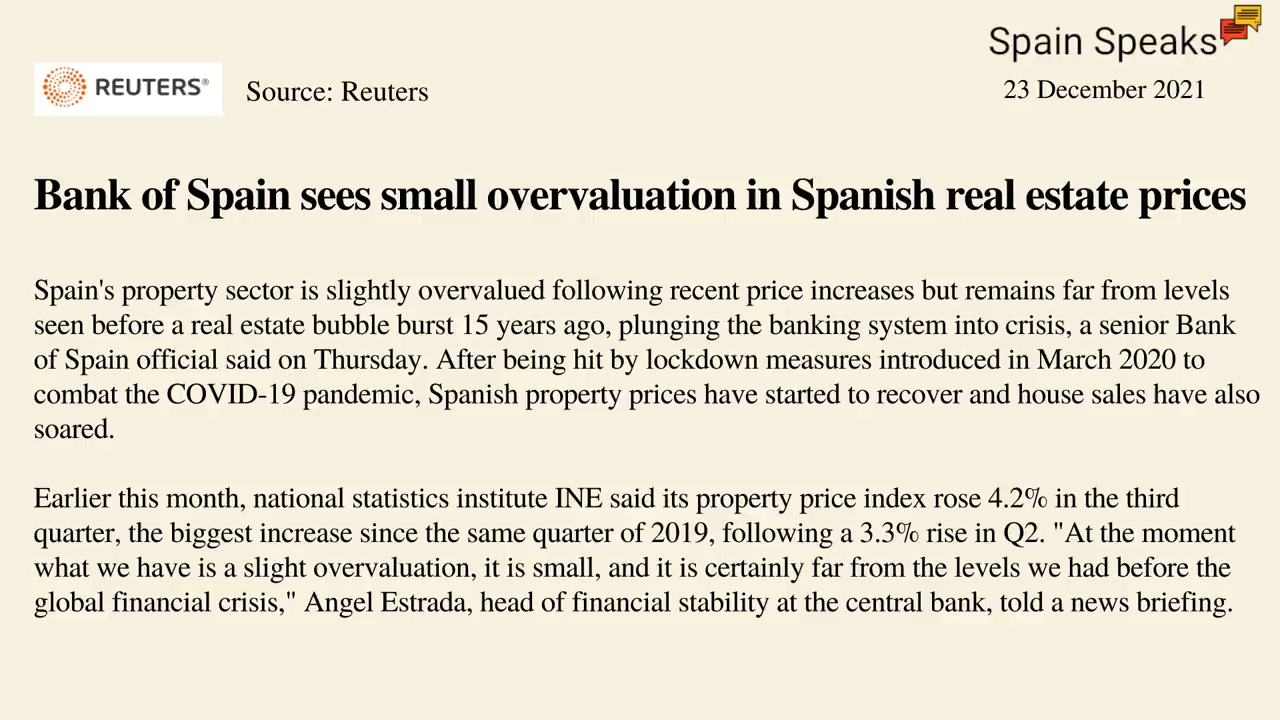 Spain Speaks
REUTERS®
Source: Reuters
23 December 2021
Bank of Spain sees small overvaluation in Spanish real estate prices
Spain's property sector is slightly overvalued following recent price increases but remains far from levels
seen before a real estate bubble burst 15 years ago, plunging the banking system into crisis, a senior Bank
of Spain official said on Thursday. After being hit by lockdown measures introduced in March 2020 to
combat the COVID-19 pandemic, Spanish property prices have started to recover and house sales have also
soared.
Earlier this month, national statistics institute INE said its property price index rose 4.2% in the third
quarter, the biggest increase since the same quarter of 2019, following a 3.3% rise in Q2. "At the moment
what we have is a slight overvaluation, it is small, and it is certainly far from the levels we had before the
global financial crisis," Angel Estrada, head of financial stability at the central bank, told a news briefing.